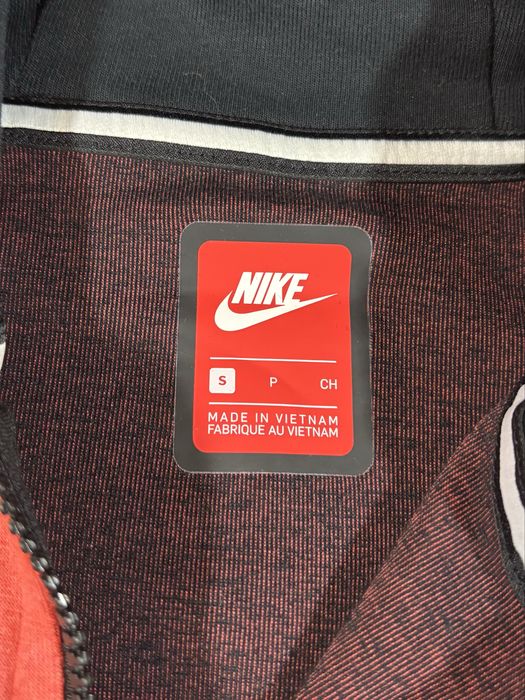 NIKE
S P CH
MADE IN VIETNAM
FABRIQUE AU VIETNAM